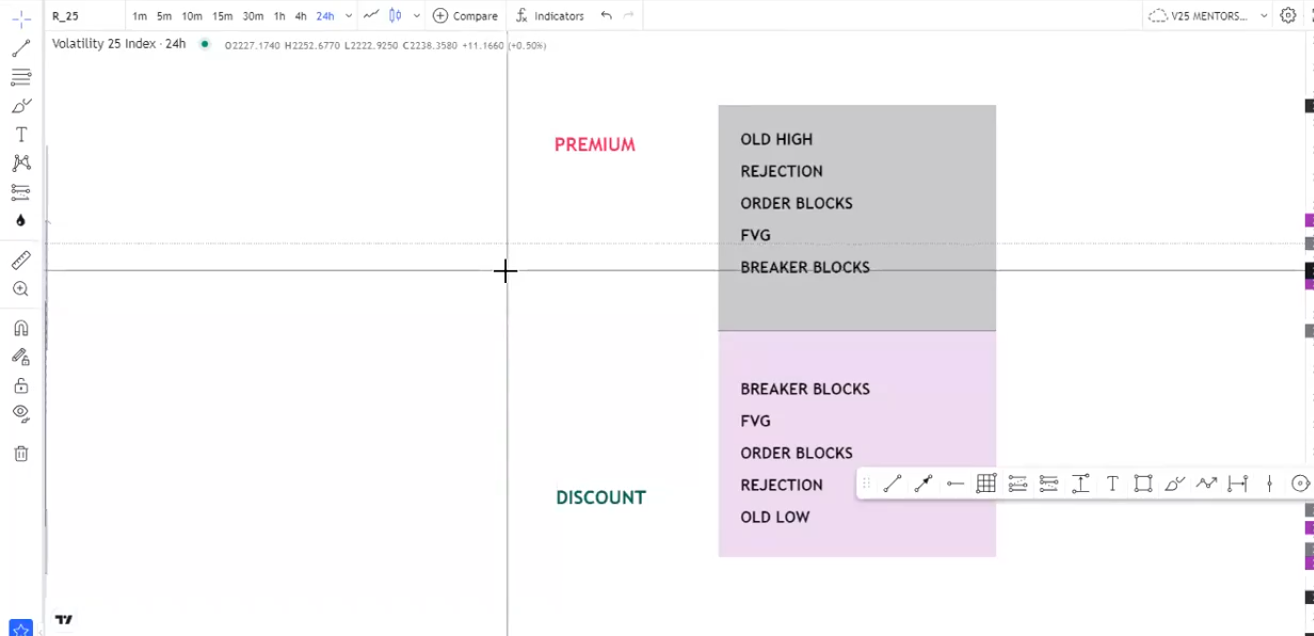 R_25 1m 5m 10m 15m 30m 1h 4h 24h Compare Indicators V25 MENTORS...
Volatility 25 Index · 24h O2227.1740 H2252.6770 L2222.9250 C2238.3580 +11.1660 (+0.50%)
PREMIUM
OLD HIGH
REJECTION
ORDER BLOCKS
FVG
BREAKER BLOCKS
DISCOUNT
BREAKER BLOCKS
FVG
ORDER BLOCKS
REJECTION
OLD LOW